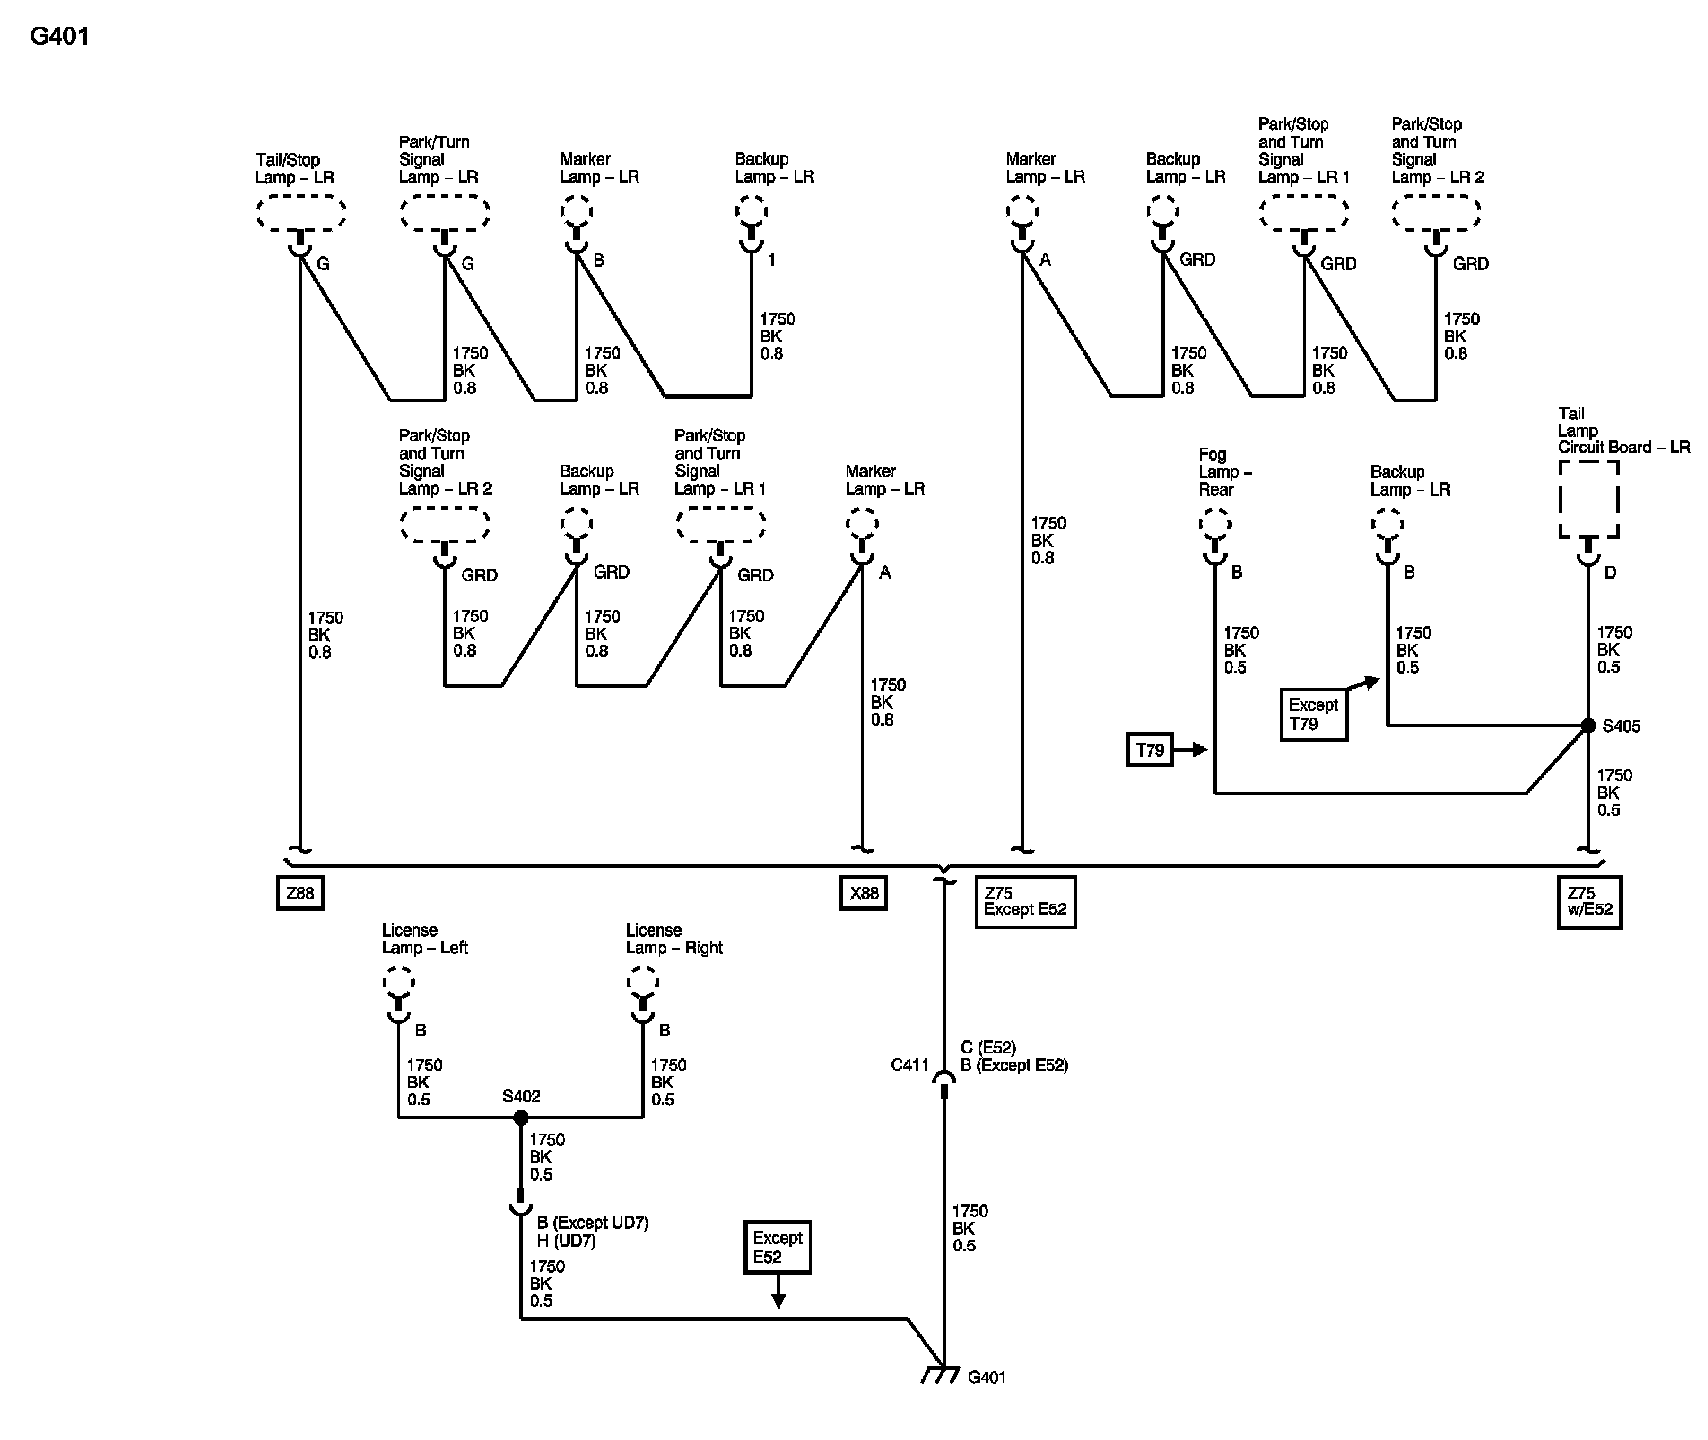 G401
Tail/Stop
Lamp – LR
Park/Turn
Signal
Lamp – LR
Marker
Lamp – LR
Backup
Lamp – LR
Marker
Lamp – LR
Backup
Lamp – LR
Park/Stop
and Turn
Signal
Lamp – LR 1
Park/Stop
and Turn
Signal
Lamp – LR 2
G
G
B
1
A
GRD
GRD
GRD
1750
BK
0.8
1750
BK
0.8
1750
BK
0.8
1750
BK
0.8
1750
BK
0.8
1750
BK
0.8
Park/Stop
and Turn
Signal
Lamp – LR 2
Backup
Lamp – LR
Park/Stop
and Turn
Signal
Lamp – LR 1
Marker
Lamp – LR
Fog
Lamp –
Rear
Backup
Lamp – LR
Tail
Lamp
Circuit Board – LR
GRD
GRD
GRD
A
B
B
D
1750
BK
0.8
1750
BK
0.8
1750
BK
0.8
1750
BK
0.8
1750
BK
0.8
1750
BK
0.8
1750
BK
0.5
1750
BK
0.5
1750
BK
0.5
Except
T79
T79
S405
1750
BK
0.5
Z88
X88
Z75
Except E52
Z75
w/E52
License
Lamp – Left
License
Lamp – Right
B
B
1750
BK
0.5
1750
BK
0.5
S402
1750
BK
0.5
B (Except UD7)
H (UD7)
1750
BK
0.5
C411
C (E52)
B (Except E52)
1750
BK
0.5
Except
E52
G401